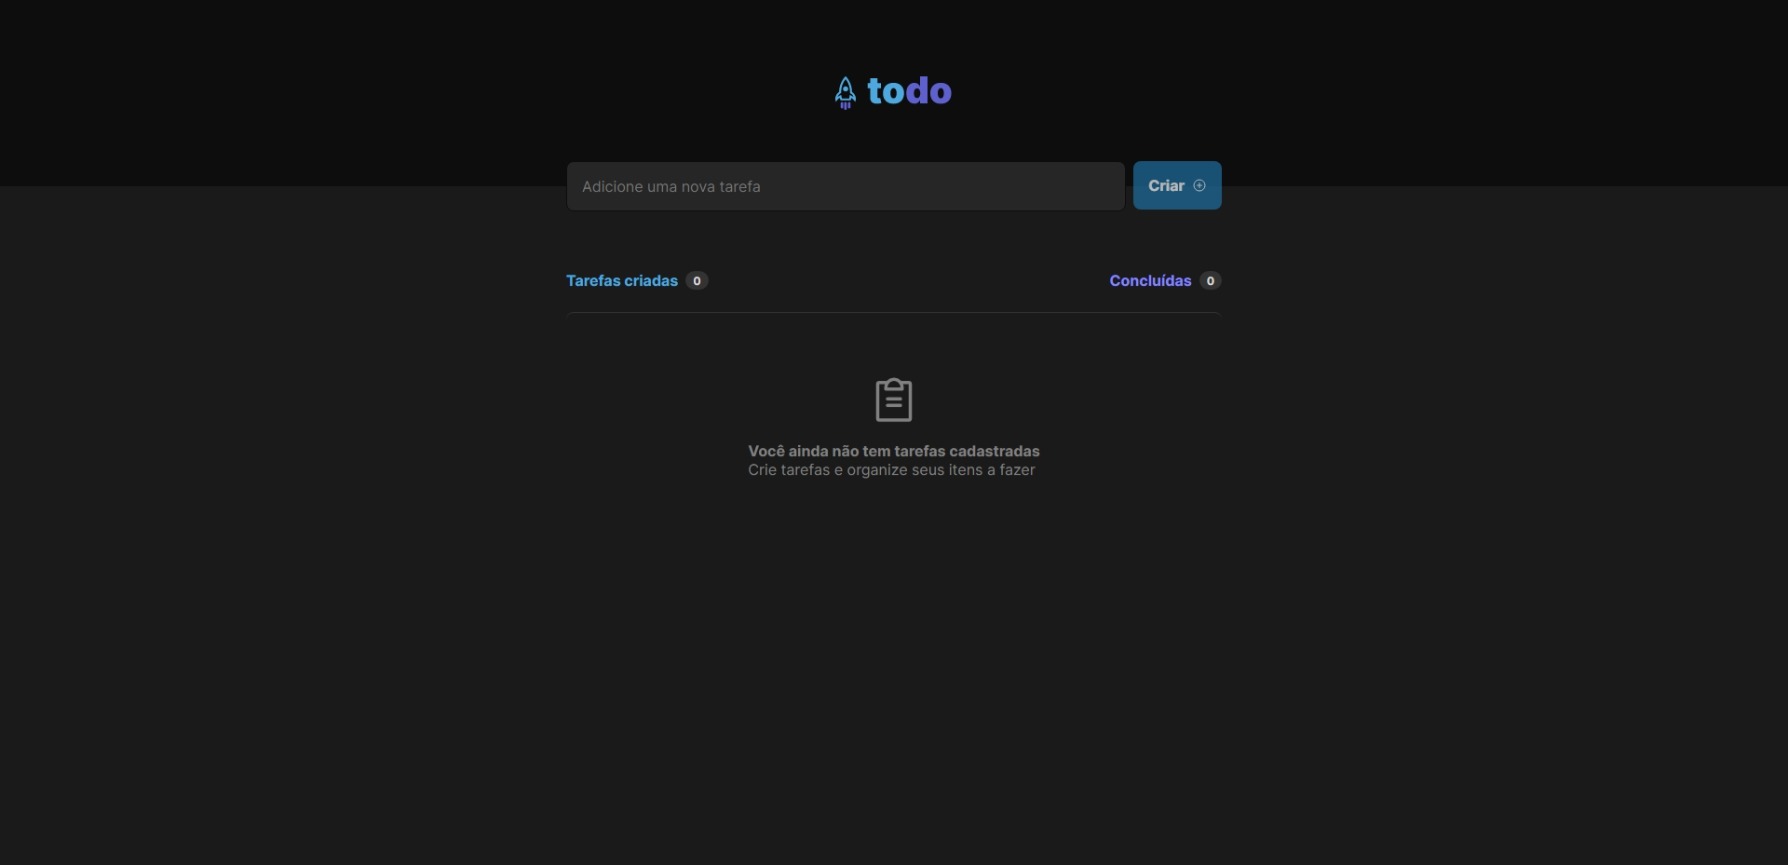 todo
Adicione uma nova tarefa
Criar
Tarefas criadas 0
Concluídas 0
Você ainda não tem tarefas cadastradas
Crie tarefas e organize seus itens a fazer